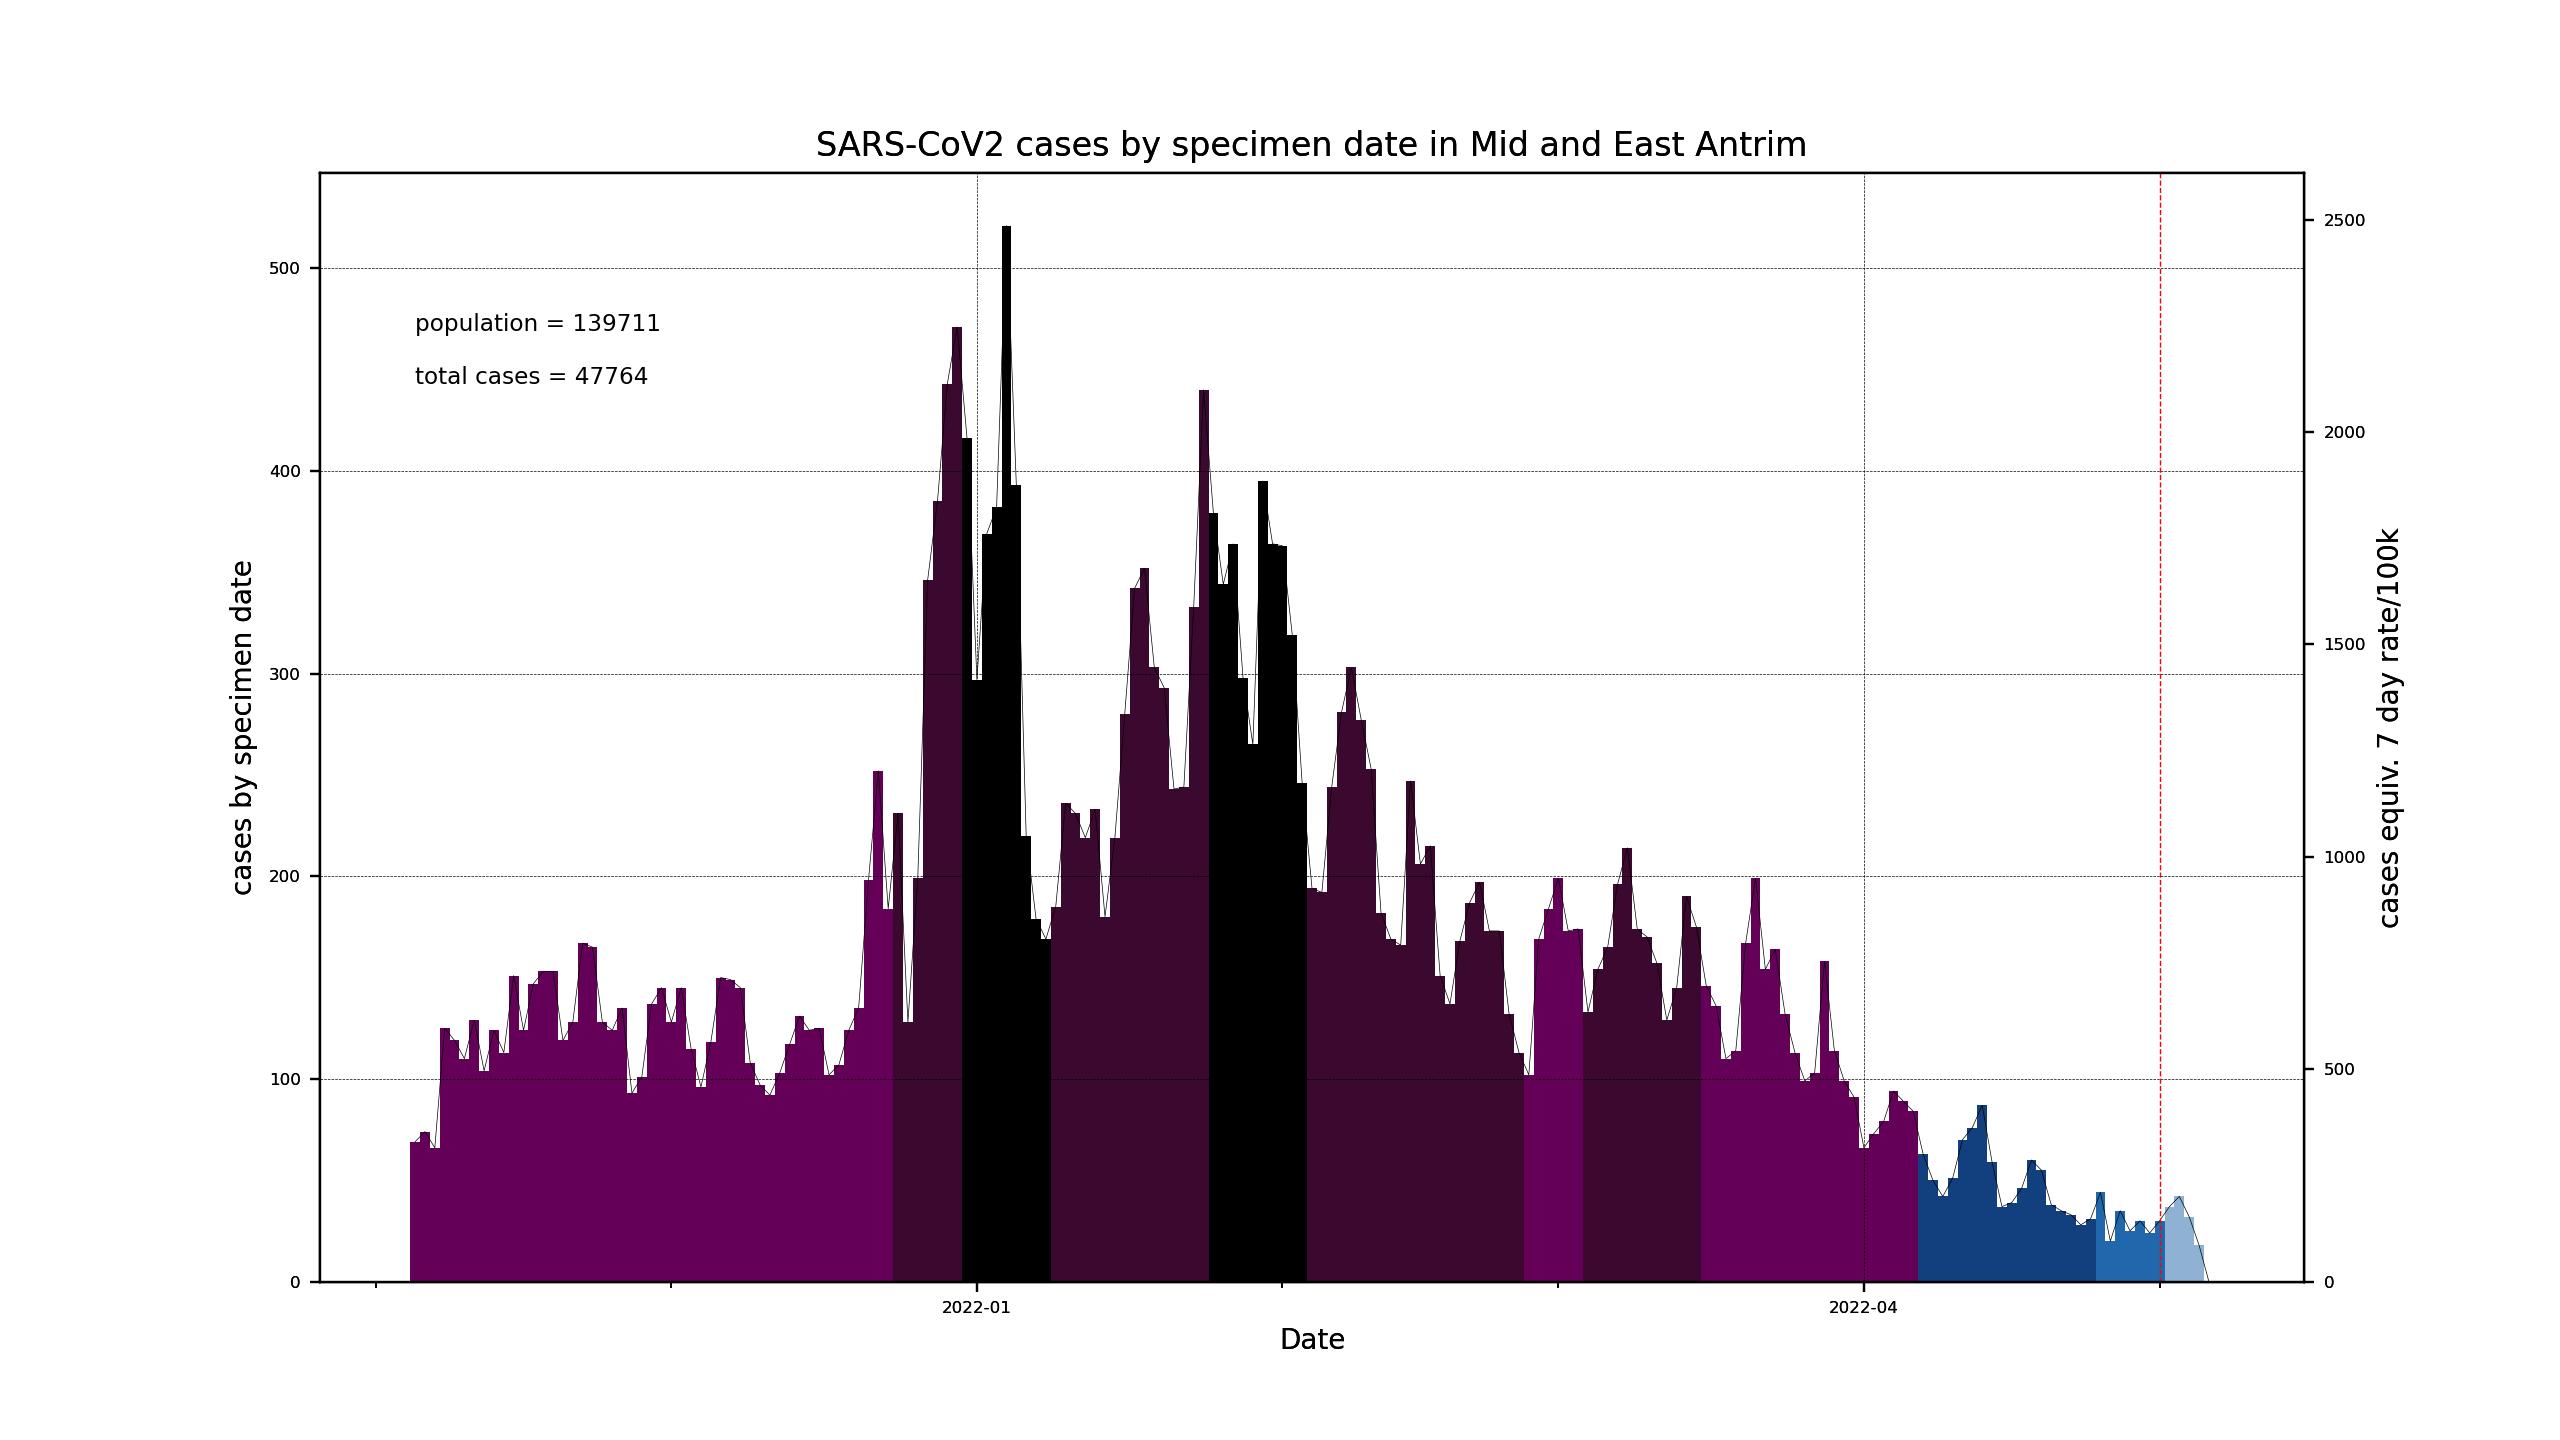 SARS-CoV2 cases by specimen date in Mid and East Antrim
population = 139711
total cases = 47764
cases by specimen date
500
400
300
200
100
0
2500
2000
1500
1000
500
0
cases equiv. 7 day rate/100k
2022-01
2022-04
Date